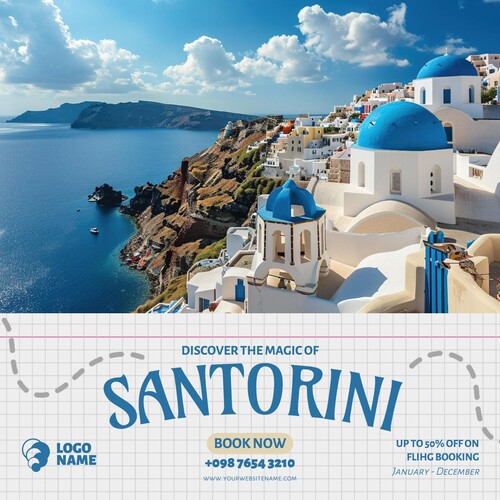 DISCOVER THE MAGIC OF
SANTORINI
BOOK NOW
+098 7654 3210
WWW.YOURWEBSITENAME.COM
LOGO
NAME
UP TO 50% OFF ON
FLIHG BOOKING
JANUARY - DECEMBER